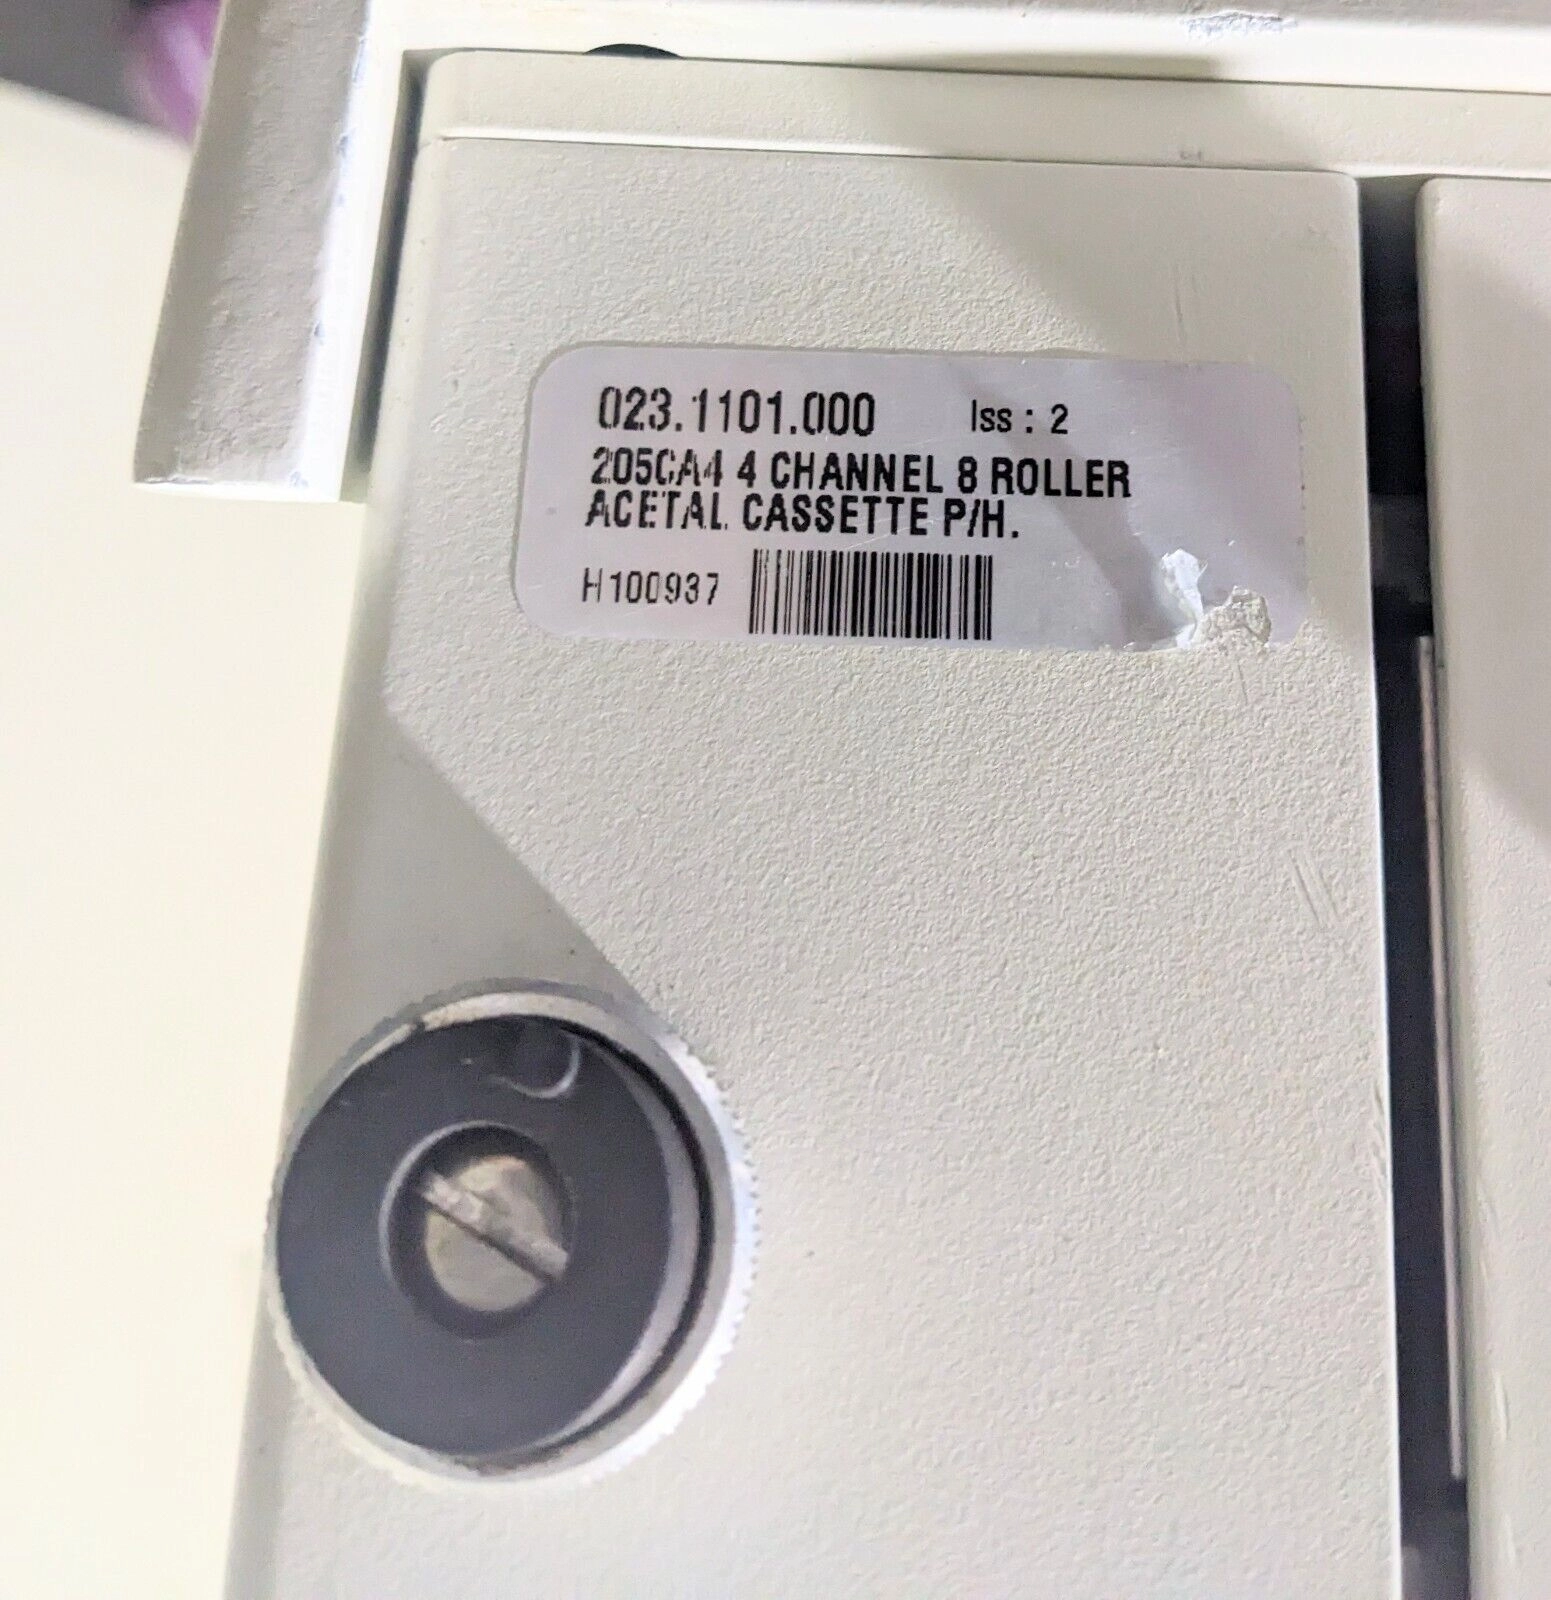 023.1101.000 Iss : 2
205CA4 4 CHANNEL 8 ROLLER
ACETAL CASSETTE P/H.
H100937